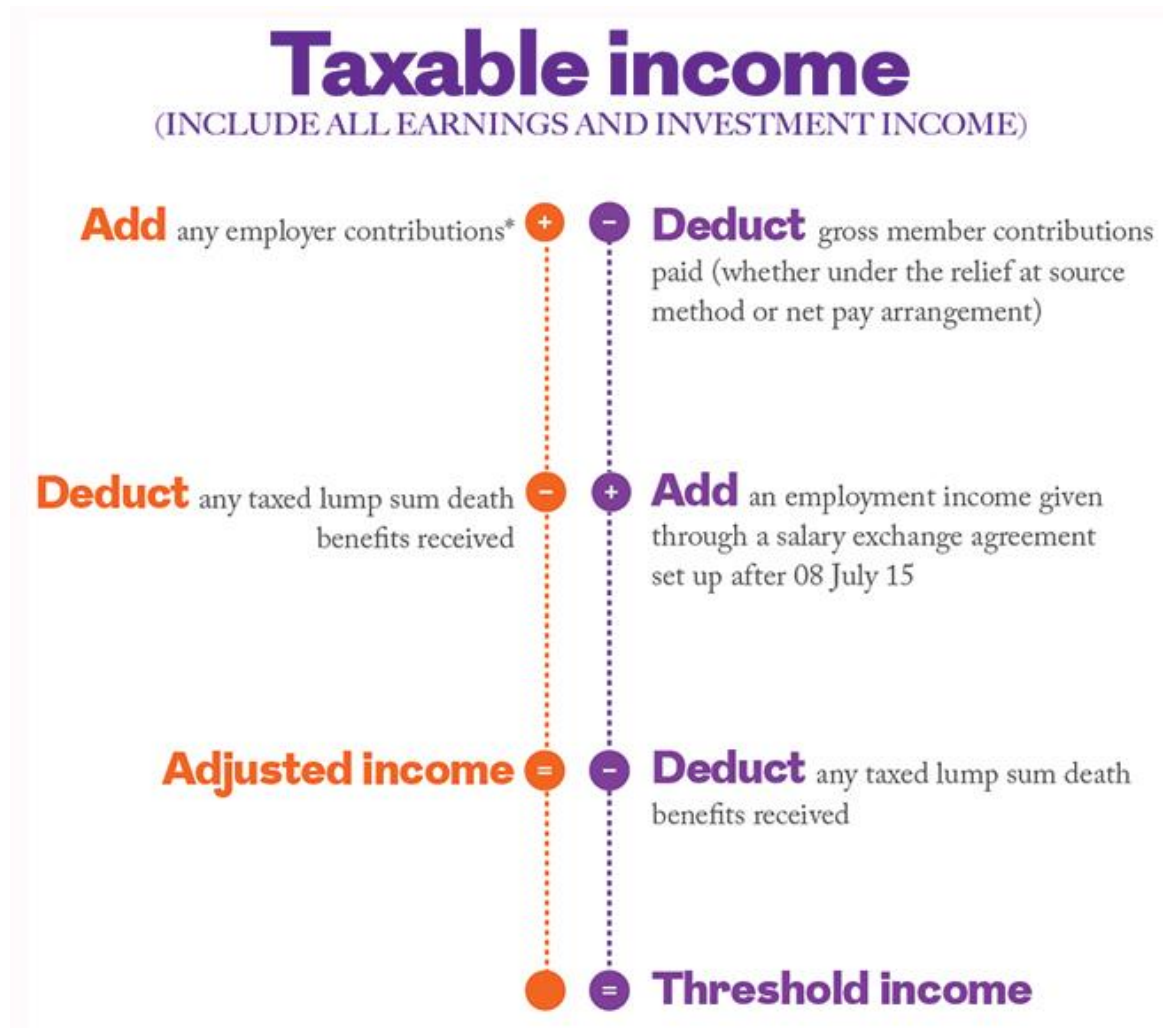 Taxable income
(INCLUDE ALL EARNINGS AND INVESTMENT INCOME)
Add any employer contributions* +
− Deduct gross member contributions
paid (whether under the relief at source
method or net pay arrangement)
Deduct any taxed lump sum death −
benefits received
+ Add an employment income given
through a salary exchange agreement
set up after 08 July 15
Adjusted income =
− Deduct any taxed lump sum death
benefits received
= Threshold income